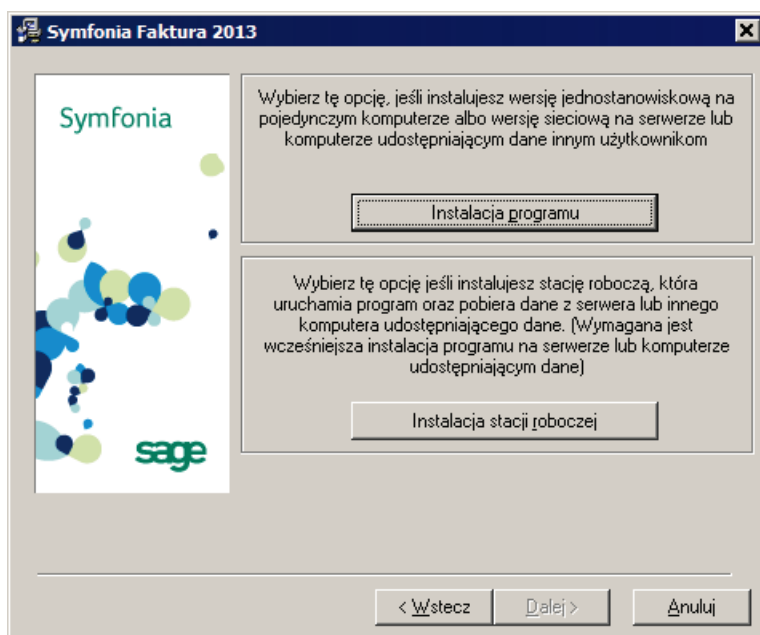 Symfonia Faktura 2013
Symfonia
sage
Wybierz tę opcję, jeśli instalujesz wersję jednostanowiskową na
pojedynczym komputerze albo wersję sieciową na serwerze lub
komputerze udostępniającym dane innym użytkownikom
Instalacja programu
Wybierz tę opcję jeśli instalujesz stację roboczą, która
uruchamia program oraz pobiera dane z serwera lub innego
komputera udostępniającego dane. (Wymagana jest
wcześniejsza instalacja programu na serwerze lub komputerze
udostępniającym dane)
Instalacja stacji roboczej
< Wstecz
Dalej >
Anuluj